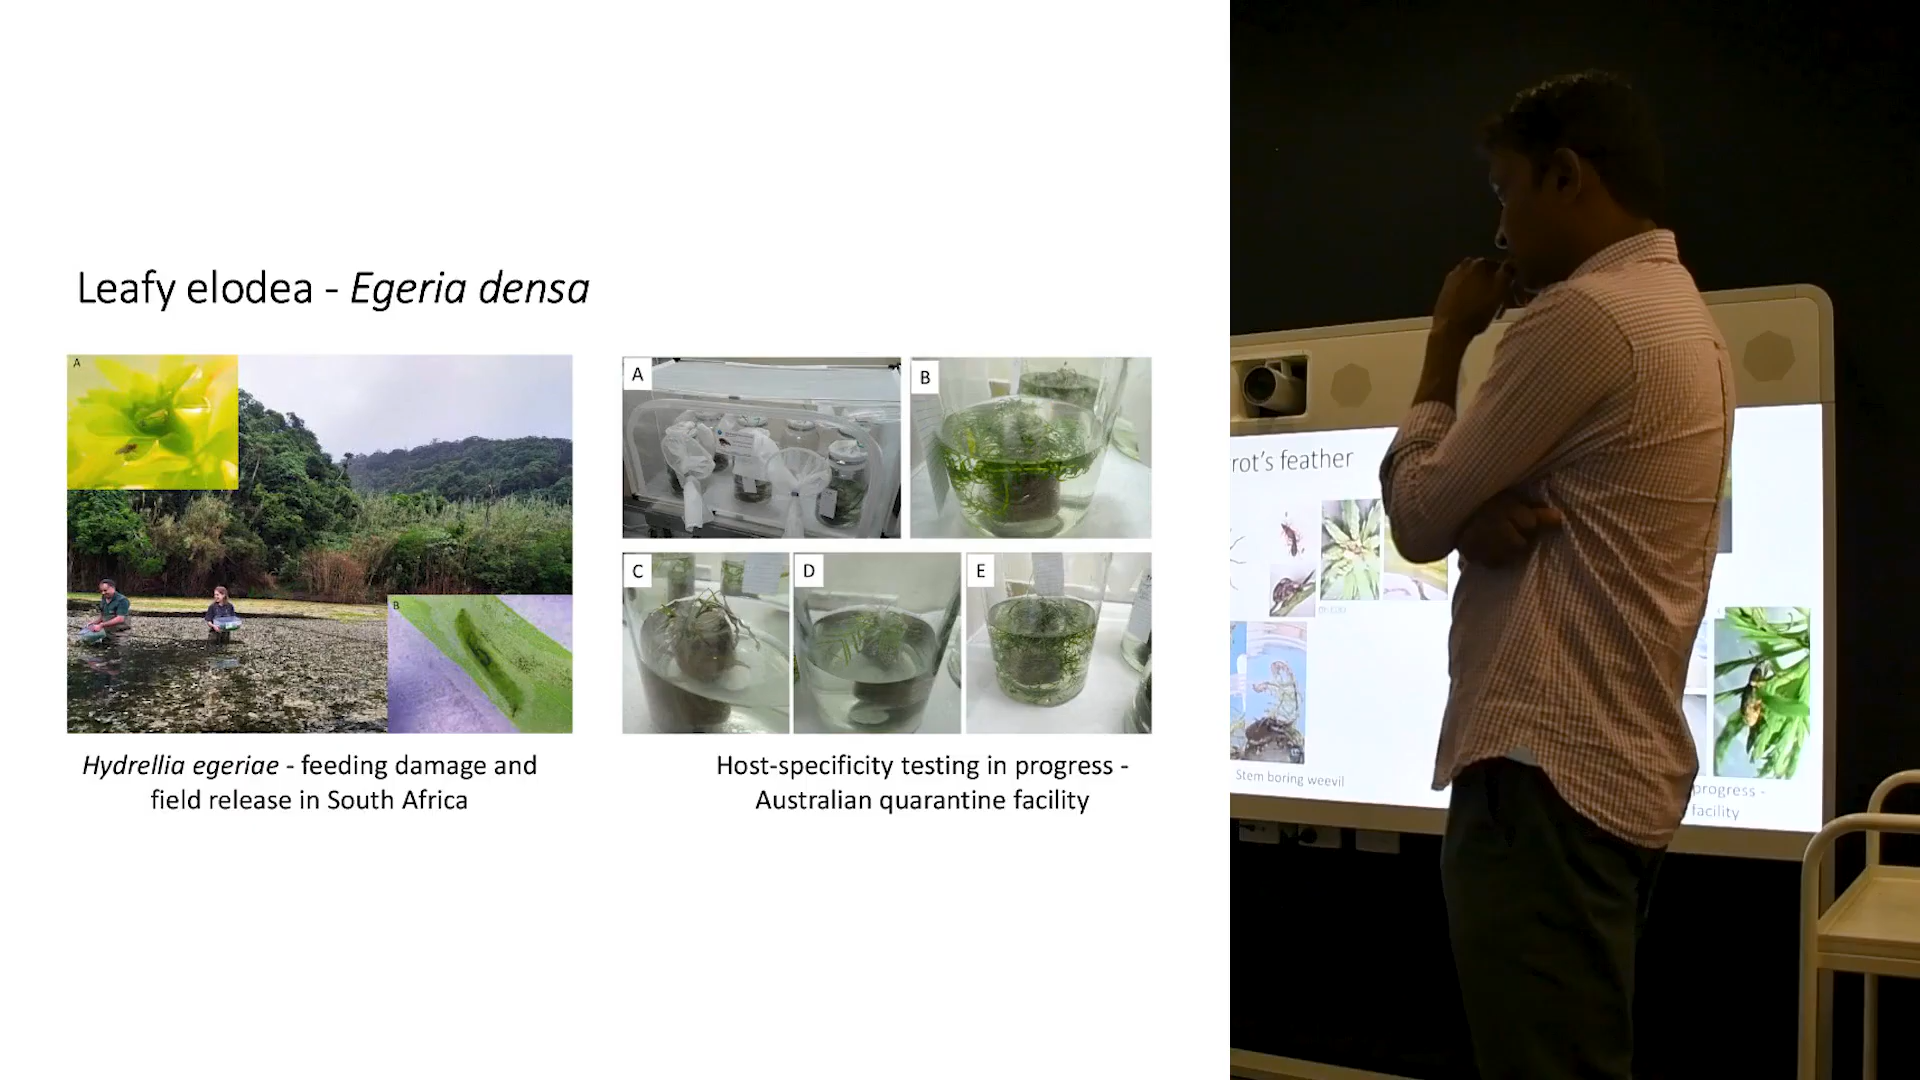 Leafy elodea - Egeria densa
A
B
A
B
C
D
E
Hydrellia egeriae - feeding damage and
field release in South Africa
Host-specificity testing in progress -
Australian quarantine facility
rot's feather
Stem boring weevil
progress -
facility